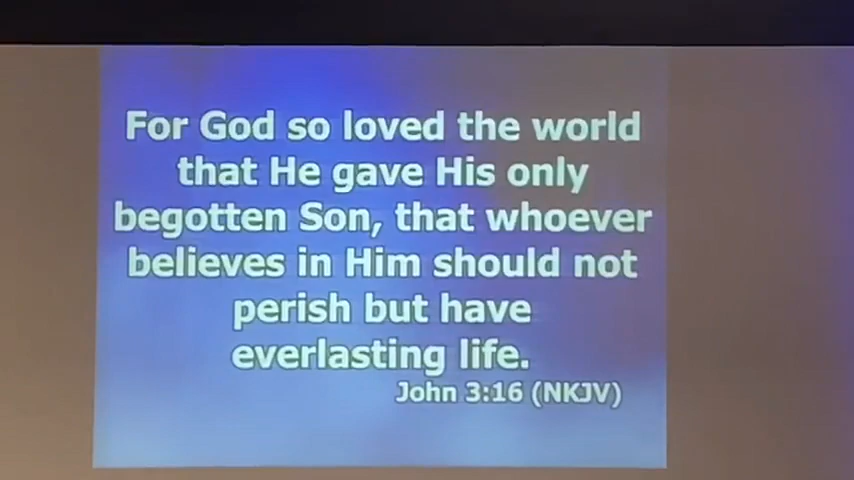 For God so loved the world
that He gave His only
begotten Son, that whoever
believes in Him should not
perish but have
everlasting life.
John 3:16 (NKJV)